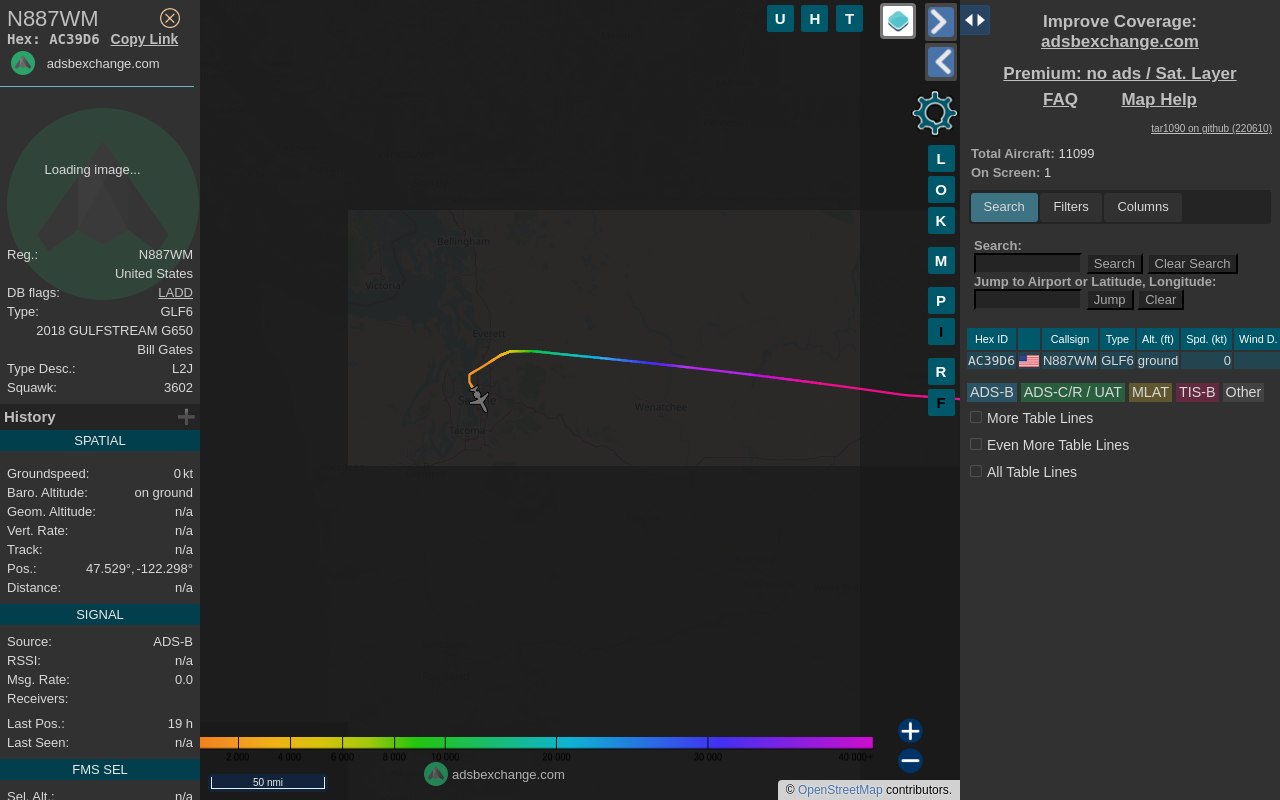 N887WM
Hex: AC39D6 Copy Link
adsbexchange.com
Loading image...
Reg.: N887WM
United States
DB flags: LADD
Type: GLF6
2018 GULFSTREAM G650
Bill Gates
Type Desc.: L2J
Squawk: 3602
History
SPATIAL
Groundspeed: 0 kt
Baro. Altitude: on ground
Geom. Altitude: n/a
Vert. Rate: n/a
Track: n/a
Pos.: 47.529°, -122.298°
Distance: n/a
SIGNAL
Source: ADS-B
RSSI: n/a
Msg. Rate: 0.0
Receivers:
Last Pos.: 19 h
Last Seen: n/a
FMS SEL
Sel. Alt.: n/a
U H T
L
O
K
M
P
I
R
F
Bellingham
Victoria
Everett
Wenatchee
Tacoma
2 000 4 000 6 000 8 000 10 000 20 000 30 000 40 000+
50 nmi
adsbexchange.com
© OpenStreetMap contributors.
Improve Coverage:
adsbexchange.com
Premium: no ads / Sat. Layer
FAQ Map Help
tar1090 on github (220610)
Total Aircraft: 11099
On Screen: 1
Search Filters Columns
Search:
Search Clear Search
Jump to Airport or Latitude, Longitude:
Jump Clear
Hex ID Callsign Type Alt. (ft) Spd. (kt) Wind D.
AC39D6 N887WM GLF6 ground 0
ADS-B ADS-C/R / UAT MLAT TIS-B Other
More Table Lines
Even More Table Lines
All Table Lines